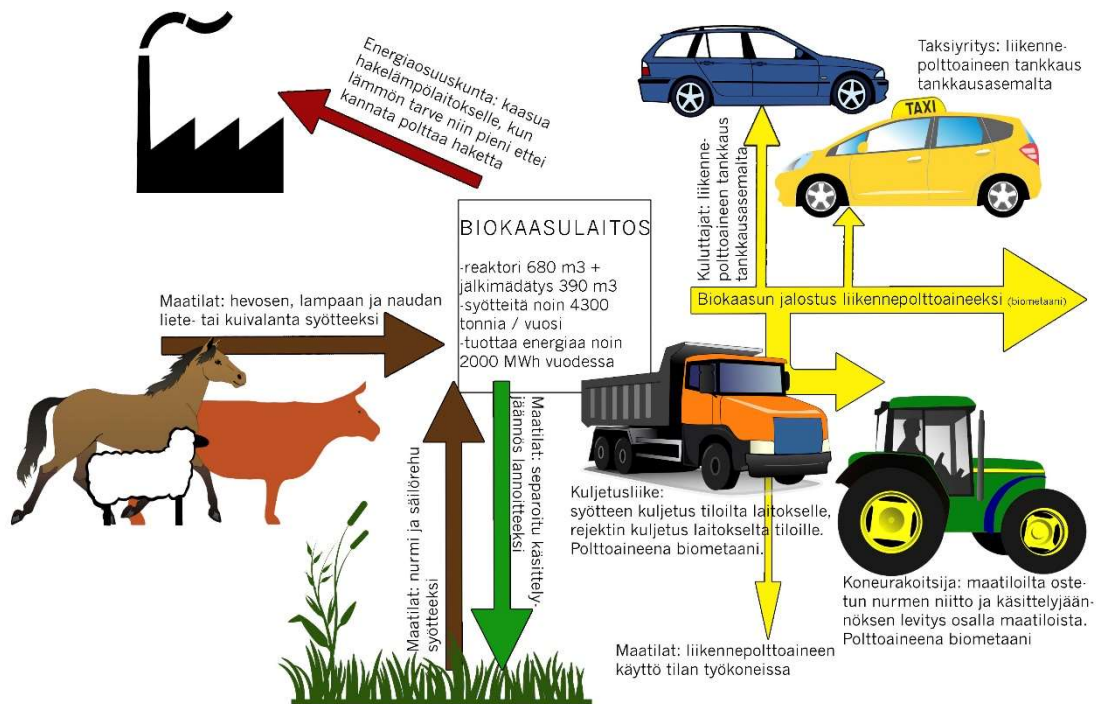 Energiaosuuskunta: kaasua
hakelämpölaitokselle, kun
lämmön tarve niin pieni ettei
kannata polttaa haketta
Taksiyritys: liikenne-
polttoaineen tankkaus
tankkausasemalta
TAXI
Kuluttajat: liikenne-
polttoaineen tankkaus
tankkausasemalta
BIOKAASULAITOS
-reaktori 680 m3 +
jälkimädätys 390 m3
-syötteitä noin 4300
tonnia / vuosi
-tuottaa energiaa noin
2000 MWh vuodessa
Biokaasun jalostus liikennepolttoaineeksi (biometaani)
Maatilat: hevosen, lampaan ja naudan
liete- tai kuivalanta syötteeksi
Maatilat: nurmi ja säilörehu
syötteeksi
Maatilat: separoitu käsittely-
jäännös lannoitteeksi
Kuljetusliike:
syötteen kuljetus tiloilta laitokselle,
rejektin kuljetus laitokselta tiloille.
Polttoaineena biometaani.
Koneurakoitsija: maatiloilta oste-
tun nurmen niitto ja käsittelyjään-
nöksen levitys osalla maatiloista.
Polttoaineena biometaani
Maatilat: liikennepolttoaineen
käyttö tilan työkoneissa